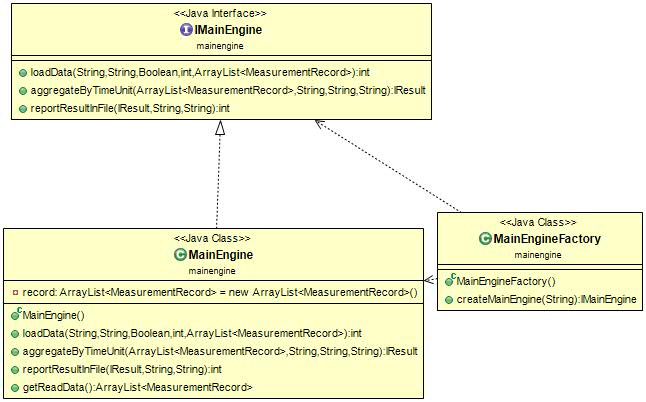 <<Java Interface>>
I IMainEngine
mainengine
loadData(String,String,Boolean,int,ArrayList<MeasurementRecord>):int
aggregateByTimeUnit(ArrayList<MeasurementRecord>,String,String,String):IResult
reportResultInFile(IResult,String,String):int
<<Java Class>>
C MainEngine
mainengine
record: ArrayList<MeasurementRecord> = new ArrayList<MeasurementRecord>()
C MainEngine()
loadData(String,String,Boolean,int,ArrayList<MeasurementRecord>):int
aggregateByTimeUnit(ArrayList<MeasurementRecord>,String,String,String):IResult
reportResultInFile(IResult,String,String):int
getReadData():ArrayList<MeasurementRecord>
<<Java Class>>
C MainEngineFactory
mainengine
C MainEngineFactory()
createMainEngine(String):IMainEngine